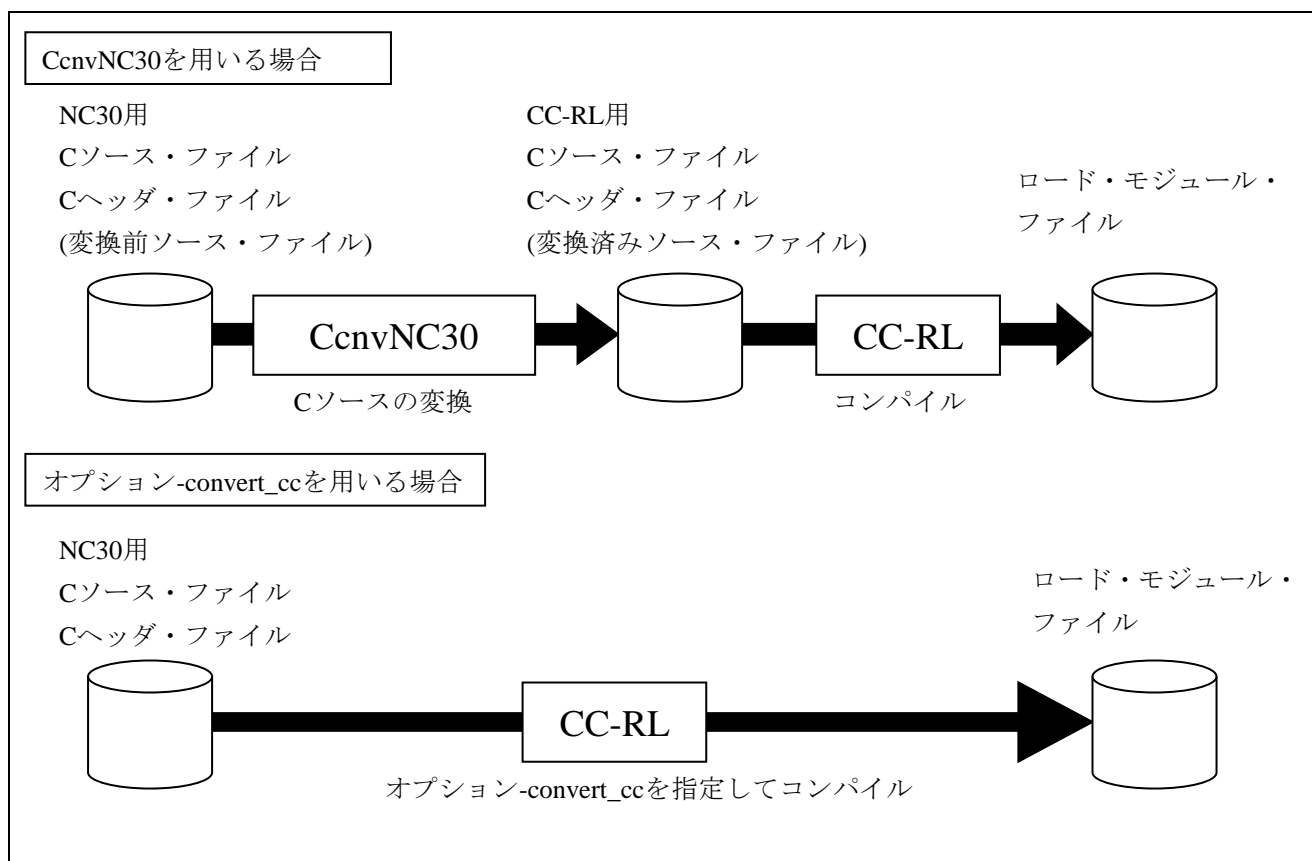 CcnvNC30を用いる場合
NC30用
Cソース・ファイル
Cヘッダ・ファイル
(変換前ソース・ファイル)
CC-RL用
Cソース・ファイル
Cヘッダ・ファイル
(変換済みソース・ファイル)
ロード・モジュール・
ファイル
CcnvNC30
Cソースの変換
CC-RL
コンパイル
オプション-convert_ccを用いる場合
NC30用
Cソース・ファイル
Cヘッダ・ファイル
ロード・モジュール・
ファイル
CC-RL
オプション-convert_ccを指定してコンパイル